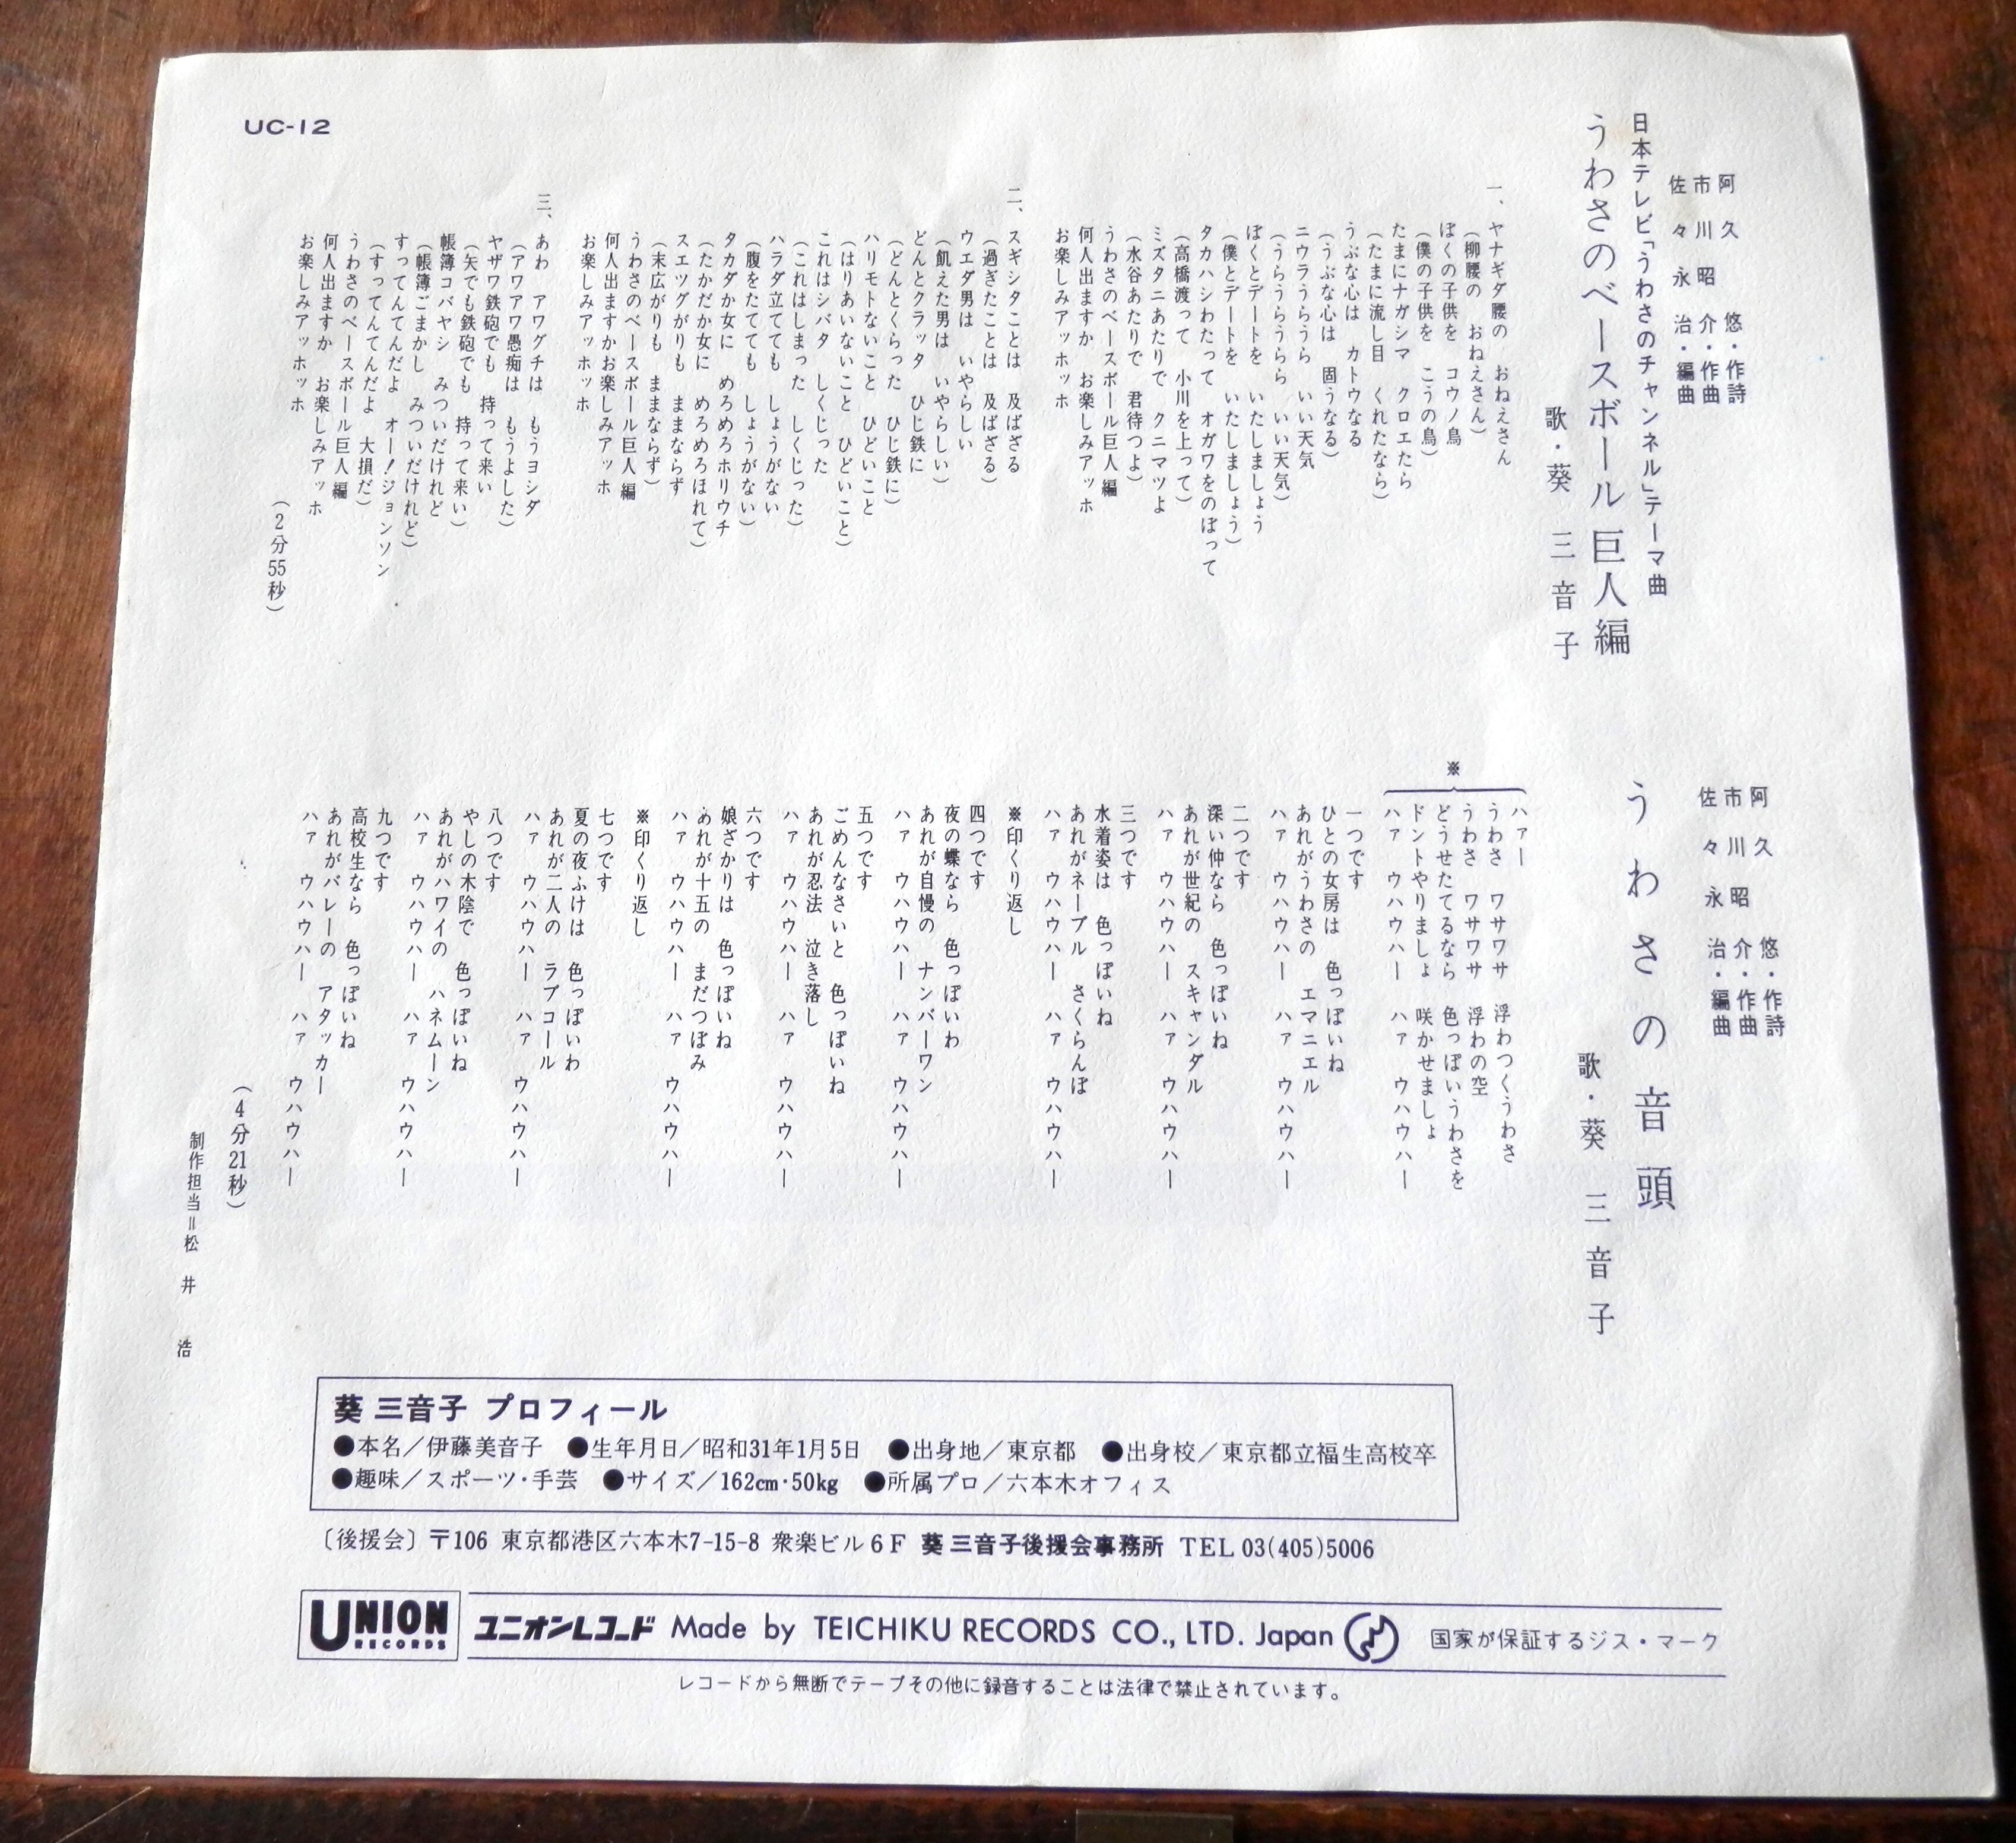 UC-12
阿久悠・作詩
市川昭介・作曲
佐々永治・編曲
日本テレビ「うわさのチャンネル」テーマ曲
うわさのベースボール 巨人編
歌・葵 三音子
一、ヤナギダ腰の おねえさん
(柳腰の おねえさん)
ぼくの子供を コウノ鳥
(僕の子供を こうの鳥)
たまにナガシマ クロエたら
(たまに流し目 くれたなら)
うぶな心は カトウなる
(うぶな心は 固うなる)
ニウラうらうら いい天気
(うらうらうらら いい天気)
ぼくとデートを いたしましょう
(僕とデートを いたしましょう)
タカハシわたって オガワをのぼって
(高橋渡って 小川を上って)
ミズタニあたりで クニマツよ
(水谷あたりで 君待つよ)
うわさのベースボール巨人編
何人出ますか お楽しみアッホ
お楽しみアッホホッホ
二、スギシタことは 及ばざる
(過ぎたことは 及ばざる)
ウエダ男は いやらしい
(飢えた男は いやらしい)
どんとクラッタ ひじ鉄に
(どんとくらった ひじ鉄に)
ハリモトないこと ひどいこと
(はりあいないこと ひどいこと)
これはシバタ しくじった
(これはしまった しくじった)
ハラダ立てても しょうがない
(腹をたてても しょうがない)
タカダか女に めろめろホリウチ
(たかだか女に めろめろほれて)
スエツグがりも ままならず
(末広がりも ままならず)
うわさのベースボール巨人編
何人出ますかお楽しみアッホ
お楽しみアッホホッホ
三、あわ アワグチは もうヨシダ
(アワアワ愚痴は もうよした)
ヤザワ鉄砲でも 持って来い
(矢でも鉄砲でも 持って来い)
帳簿コバヤシ みついだけれど
(帳簿ごまかし みついだけれど)
すってんてんだよ オー!ジョンソン
(すってんてんだよ 大損だ)
うわさのベースボール巨人編
何人出ますか お楽しみアッホ
お楽しみアッホホッホ
(2分55秒)
阿久悠・作詩
市川昭介・作曲
佐々永治・編曲
うわさの音頭
歌・葵 三音子
※
ハァー
うわさ ワサワサ 浮わつくうわさ
うわさ ワサワサ 浮わの空
どうせたてるなら 色っぽいうわさを
ドントやりましょ 咲かせましょ
ハァ ウハウハー ハァ ウハウハー
一つです
ひとの女房は 色っぽいね
あれがうわさの エマニエル
ハァ ウハウハー ハァ ウハウハー
二つです
深い仲なら 色っぽいね
あれが世紀の スキャンダル
ハァ ウハウハー ハァ ウハウハー
三つです
水着姿は 色っぽいね
あれがネーブル さくらんぼ
ハァ ウハウハー ハァ ウハウハー
※印くり返し
四つです
夜の蝶なら 色っぽいわ
あれが自慢の ナンバーワン
ハァ ウハウハー ハァ ウハウハー
五つです
ごめんなさいと 色っぽいね
あれが忍法 泣き落し
ハァ ウハウハー ハァ ウハウハー
六つです
娘ざかりは 色っぽいね
あれが十五の まだつぼみ
ハァ ウハウハー ハァ ウハウハー
※印くり返し
七つです
夏の夜ふけは 色っぽいわ
あれが二人の ラブコール
ハァ ウハウハー ハァ ウハウハー
八つです
やしの木陰で 色っぽいね
あれがハワイの ハネムーン
ハァ ウハウハー ハァ ウハウハー
九つです
高校生なら 色っぽいね
あれがバレーの アタッカー
ハァ ウハウハー ハァ ウハウハー
(4分21秒)
制作担当=松井 浩
葵 三音子 プロフィール
●本名／伊藤美音子 ●生年月日／昭和31年1月5日 ●出身地／東京都 ●出身校／東京都立福生高校卒
●趣味／スポーツ・手芸 ●サイズ／162cm・50kg ●所属プロ／六本木オフィス
〔後援会〕〒106 東京都港区六本木7-15-8 衆楽ビル6F 葵 三音子後援会事務所 TEL 03(405)5006
UNION RECORDS ユニオンレコード Made by TEICHIKU RECORDS CO., LTD. Japan 国家が保証するジス・マーク
レコードから無断でテープその他に録音することは法律で禁止されています。